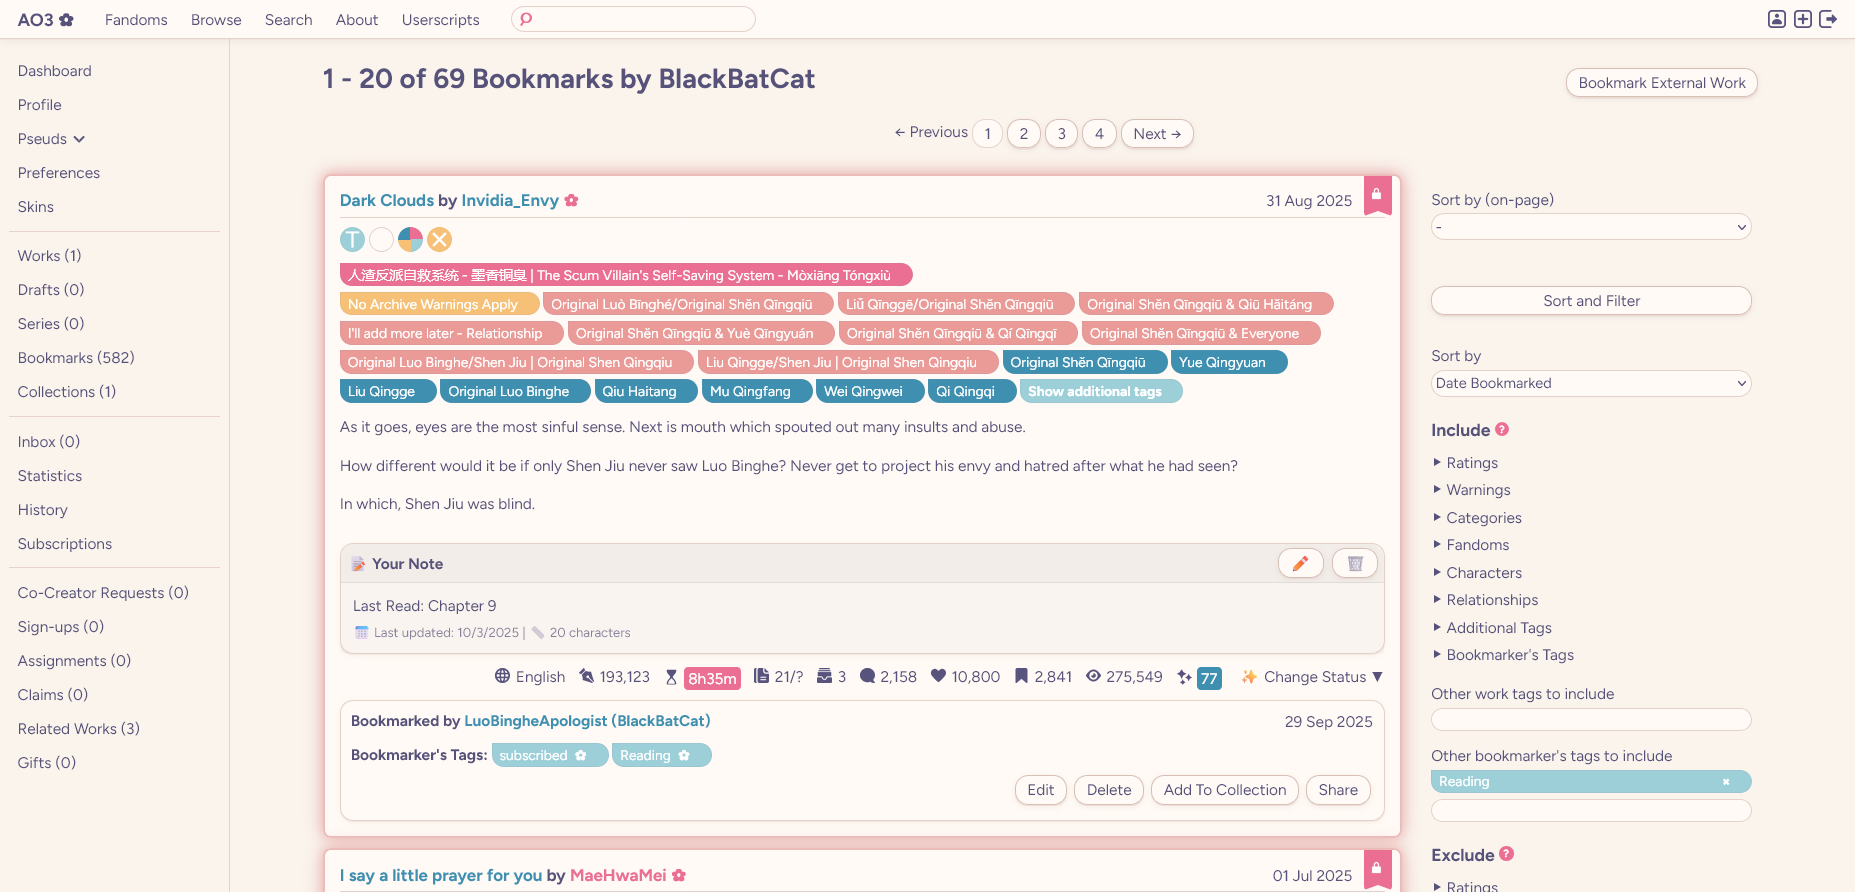 AO3 Fandoms Browse Search About Userscripts
Dashboard
Profile
Pseuds
Preferences
Skins
Works (1)
Drafts (0)
Series (0)
Bookmarks (582)
Collections (1)
Inbox (0)
Statistics
History
Subscriptions
Co-Creator Requests (0)
Sign-ups (0)
Assignments (0)
Claims (0)
Related Works (3)
Gifts (0)
1 - 20 of 69 Bookmarks by BlackBatCat
Bookmark External Work
← Previous 1 2 3 4 Next →
Dark Clouds by Invidia_Envy 31 Aug 2025
T
人渣反派自救系统 - 墨香铜臭 | The Scum Villain's Self-Saving System - Mòxiāng Tóngxiù
No Archive Warnings Apply Original Luò Bīnghé/Original Shěn Qīngqiū Liǔ Qīnggē/Original Shěn Qīngqiū Original Shěn Qīngqiū & Qiū Hǎitáng
I'll add more later - Relationship Original Shěn Qīngqiū & Yuè Qīngyuán Original Shěn Qīngqiū & Qí Qīngqī Original Shěn Qīngqiū & Everyone
Original Luo Binghe/Shen Jiu | Original Shen Qingqiu Liu Qingge/Shen Jiu | Original Shen Qingqiu Original Shěn Qīngqiū Yue Qingyuan
Liu Qingge Original Luo Binghe Qiu Haitang Mu Qingfang Wei Qingwei Qi Qingqi Show additional tags
As it goes, eyes are the most sinful sense. Next is mouth which spouted out many insults and abuse.
How different would it be if only Shen Jiu never saw Luo Binghe? Never get to project his envy and hatred after what he had seen?
In which, Shen Jiu was blind.
Your Note
Last Read: Chapter 9
Last updated: 10/3/2025 | 20 characters
English 193,123 8h35m 21/? 3 2,158 10,800 2,841 275,549 77 Change Status ▼
Bookmarked by LuoBingheApologist (BlackBatCat) 29 Sep 2025
Bookmarker's Tags: subscribed Reading
Edit Delete Add To Collection Share
I say a little prayer for you by MaeHwaMei 01 Jul 2025
Sort by (on-page)
-
Sort and Filter
Sort by
Date Bookmarked
Include ?
Ratings
Warnings
Categories
Fandoms
Characters
Relationships
Additional Tags
Bookmarker's Tags
Other work tags to include
Other bookmarker's tags to include
Reading ×
Exclude ?
Ratings